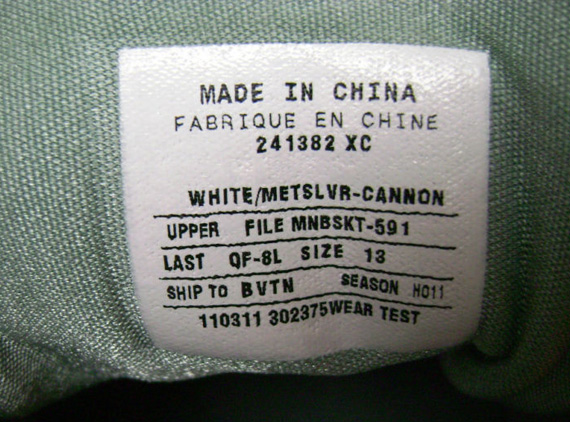 MADE IN CHINA
FABRIQUE EN CHINE
241382 XC
WHITE/METSLVR-CANNON
UPPER FILE MNBSKT-591
LAST QF-8L SIZE 13
SHIP TO BVTN SEASON HO11
110311 302375WEAR TEST